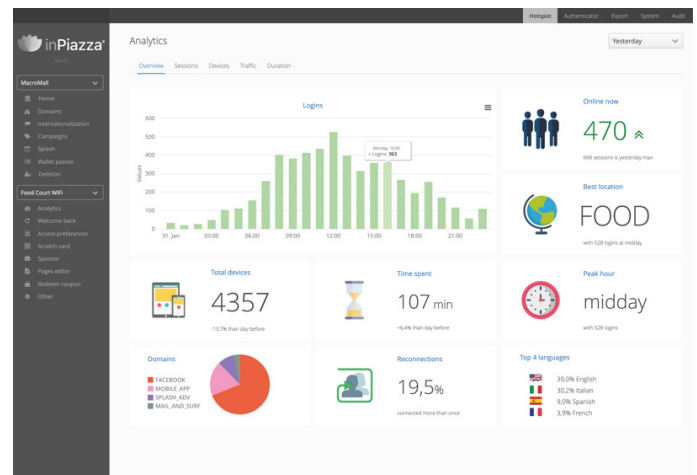 Hotspot Authenticator Export System Audit
inPiazza
MacroMall
Home
Domains
Internationalisation
Campaigns
Splash
Wallet passes
Deletion
Food Court WiFi
Analytics
Welcome back
Access preferences
Scratch card
Sponsor
Pages editor
Redeem coupon
Other
Analytics
Yesterday
Overview Sessions Devices Traffic Duration
Logins
Values
600
500
400
300
200
100
0
31. Jan 03:00 06:00 09:00 12:00 15:00 18:00 21:00
Logins: 363
Online now
470
668 sessions is yesterday max
Best location
FOOD
with 528 logins at midday
Total devices
4357
-13,7% than day before
Time spent
107 min
+6,4% than day before
Peak hour
midday
with 528 logins
Domains
FACEBOOK
MOBILE_APP
SPLASH_ADV
MAIL_AND_SURF
Reconnections
19,5%
connected more than once
Top 4 languages
39,0% English
30,2% Italian
9,0% Spanish
3,9% French